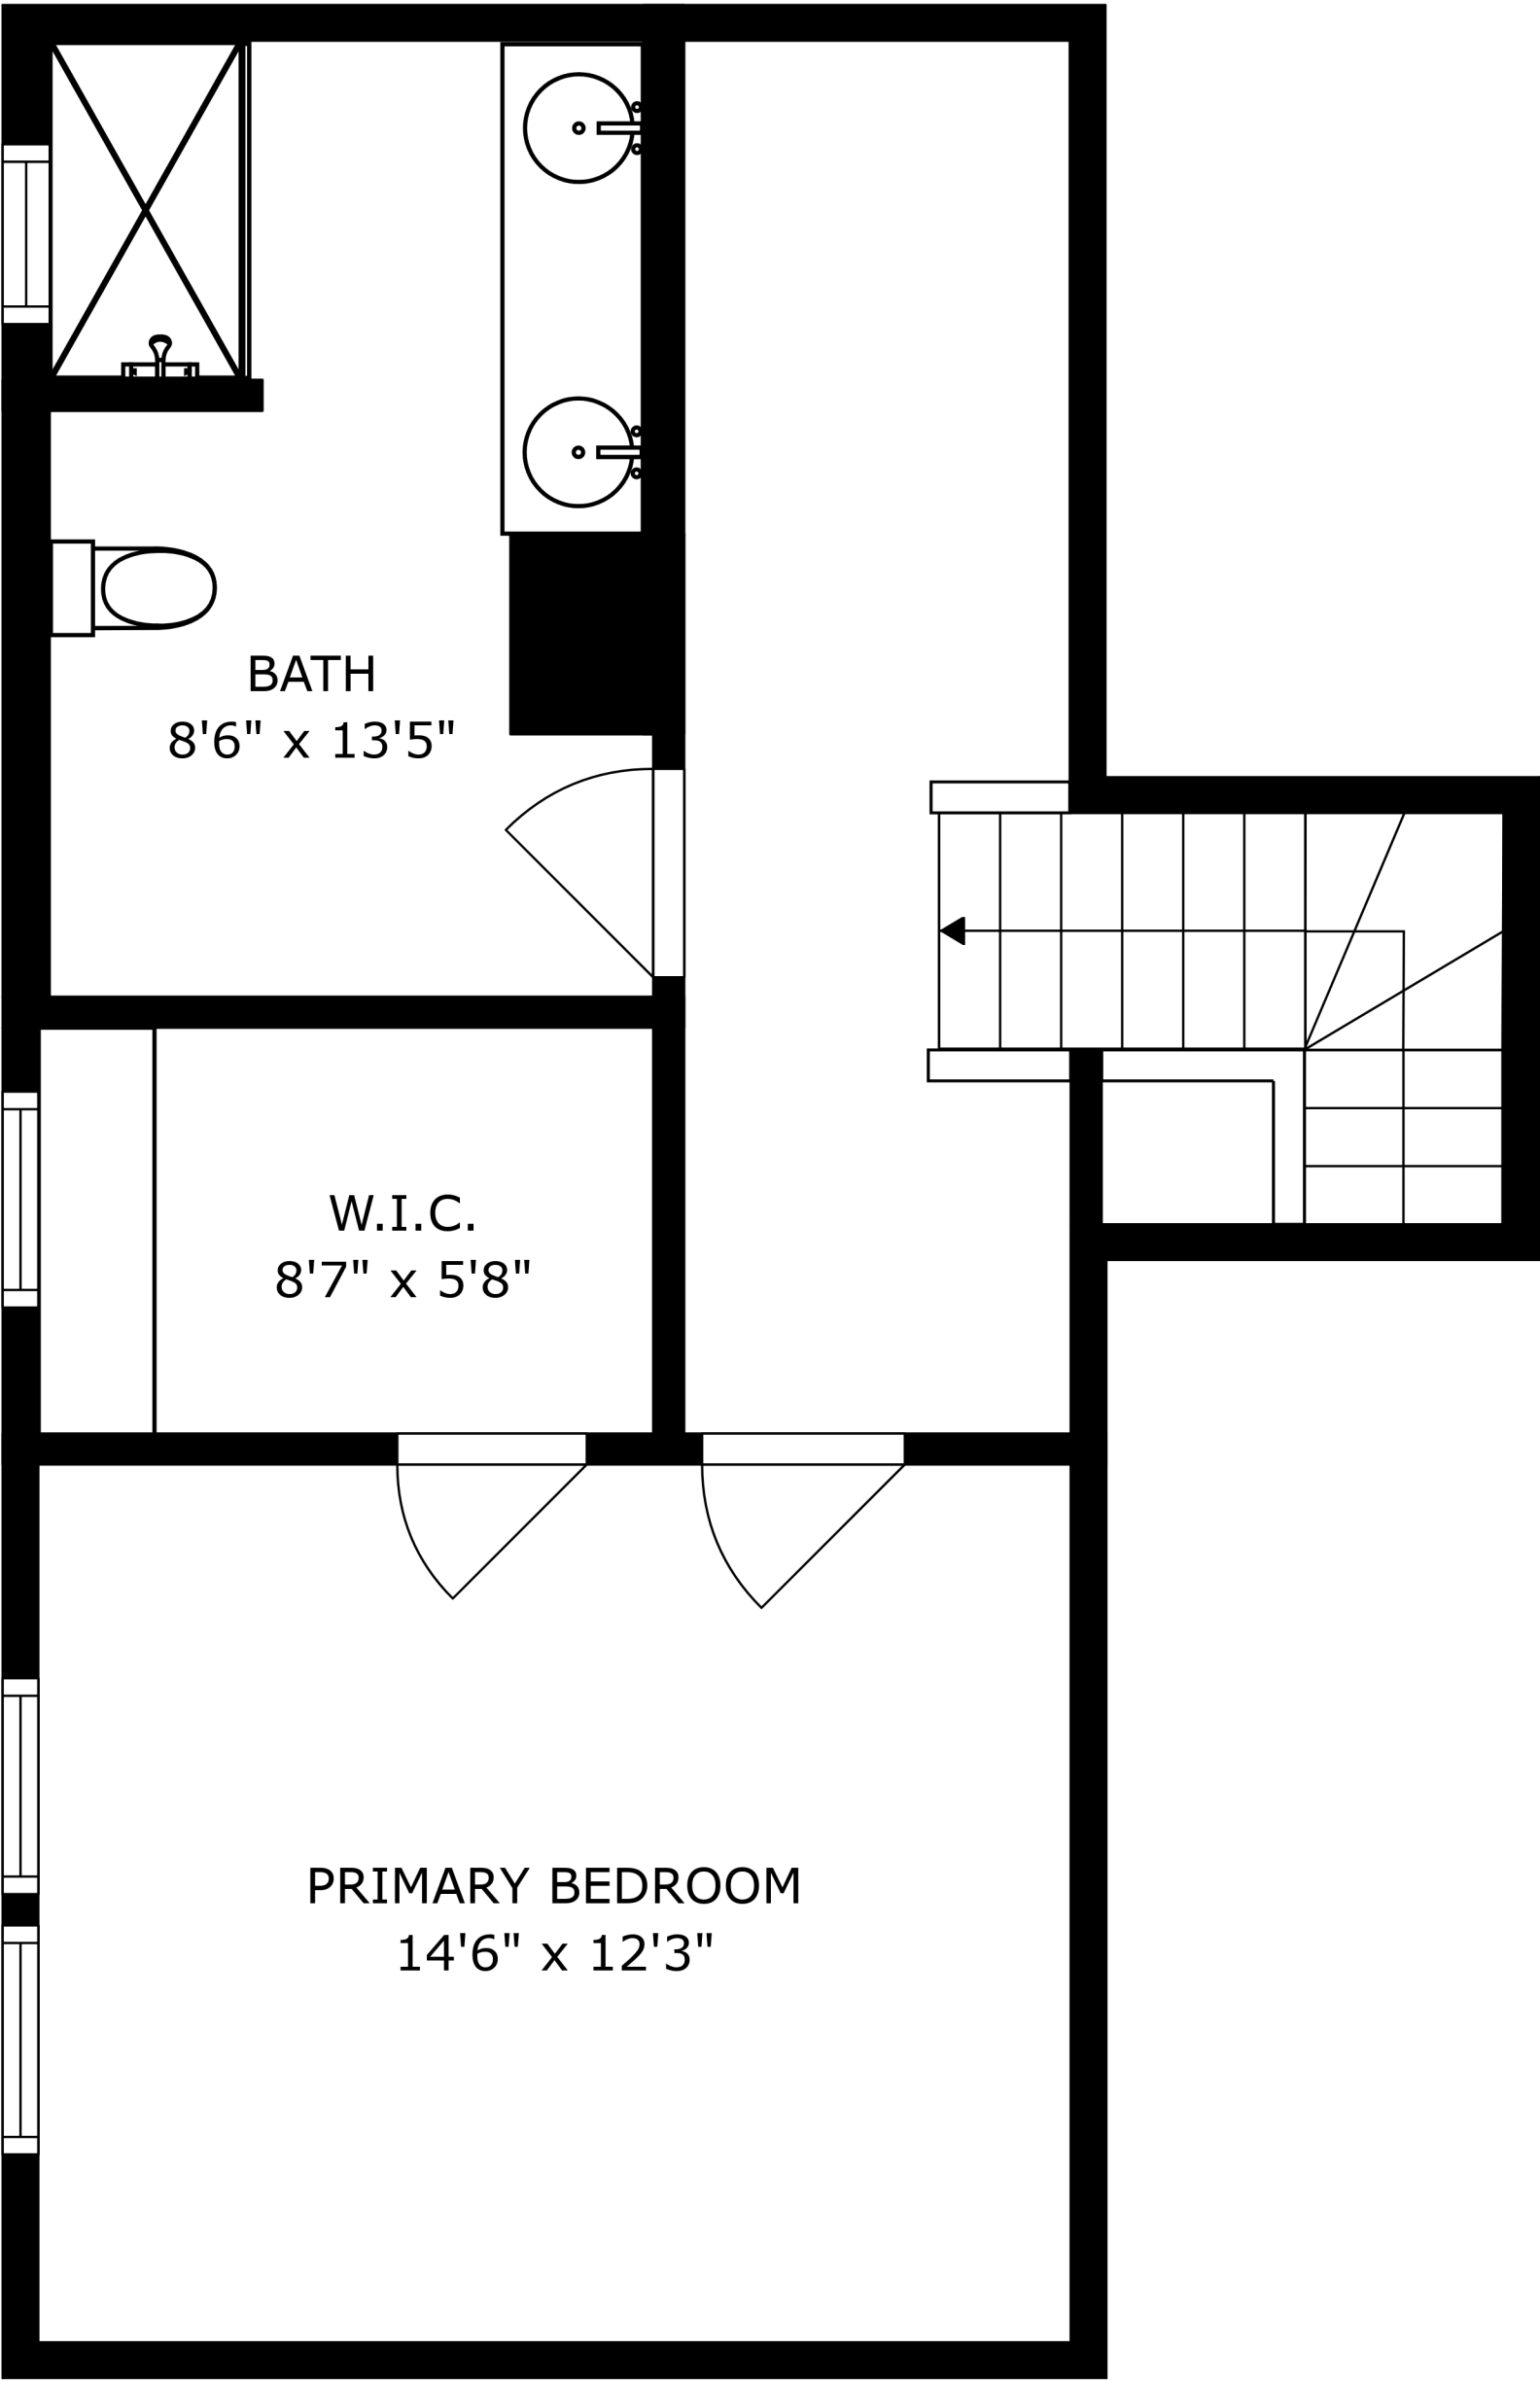 BATH
8'6" x 13'5"
W.I.C.
8'7" x 5'8"
PRIMARY BEDROOM
14'6" x 12'3"